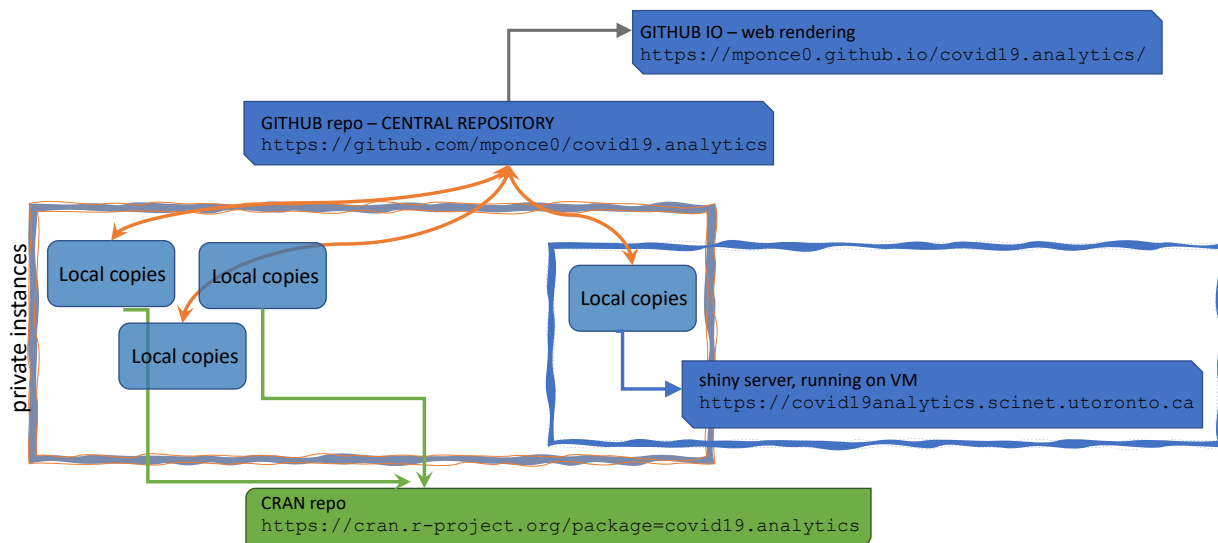 GITHUB IO – web rendering
https://mponce0.github.io/covid19.analytics/
GITHUB repo – CENTRAL REPOSITORY
https://github.com/mponce0/covid19.analytics
private instances
Local copies
Local copies
Local copies
Local copies
shiny server, running on VM
https://covid19analytics.scinet.utoronto.ca
CRAN repo
https://cran.r-project.org/package=covid19.analytics